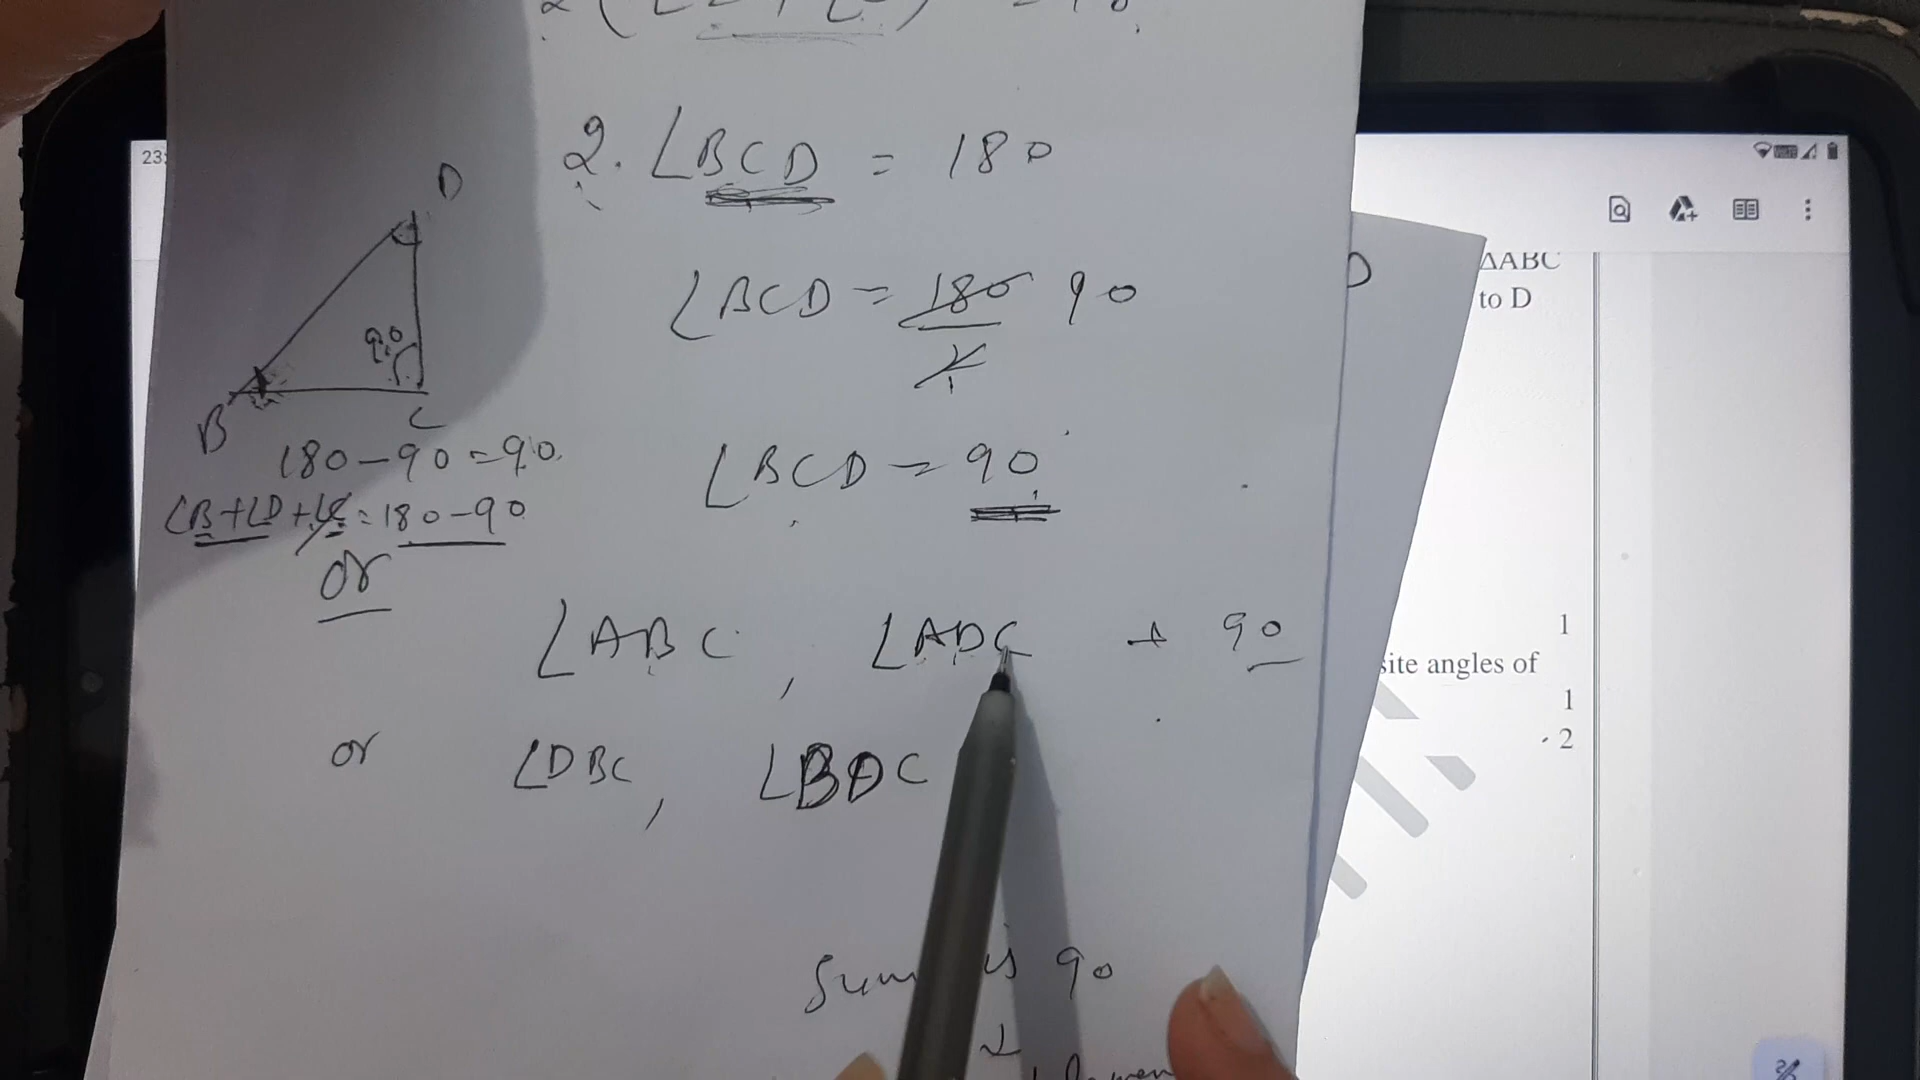 2. ∠BCD = 180
∠BCD = 180 90
2
1
∠BCD = 90
D
90
B C
180 - 90 = 90
∠B + ∠D + ∠C = 180 - 90
or
∠ABC , ∠ADC + 90
or ∠DBC , ∠BDC
Sum is 90
23:
ΔABC
to D
1
site angles of
1
2